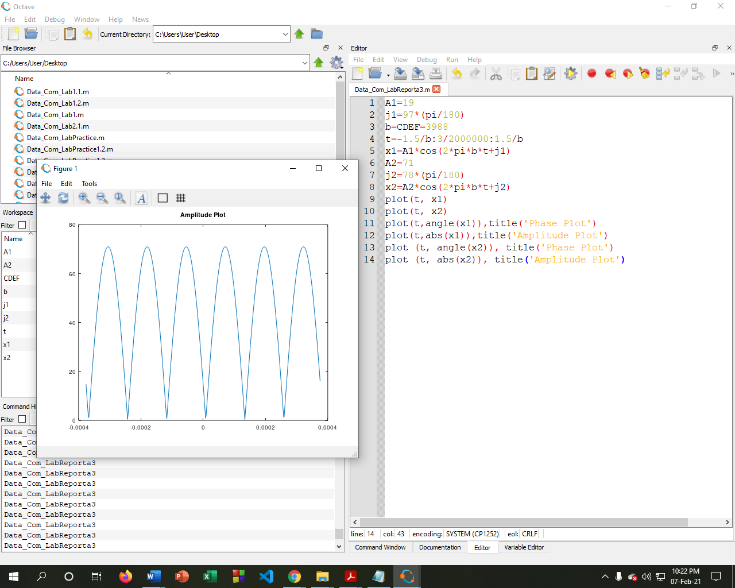 Octave
File Edit Debug Window Help News
Current Directory: C:\Users\User\Desktop
File Browser
C:/Users/User/Desktop
Name
Data_Com_Lab1.1.m
Data_Com_Lab1.2.m
Data_Com_Lab1.m
Data_Com_Lab2.1.m
Data_Com_LabPractice.m
Data_Com_LabPractice1.2.m
Workspace
Filter
Name
A1
A2
CDEF
b
j1
j2
t
x1
x2
Command Hi
Filter
Data_Co
Data_Co
Data_Co
Data_Com_LabReporta3
Data_Com_LabReporta3
Data_Com_LabReporta3
Data_Com_LabReporta3
Data_Com_LabReporta3
Data_Com_LabReporta3
Data_Com_LabReporta3
Data_Com_LabReporta3
Data_Com_LabReporta3
Figure 1
File Edit Tools
A
Amplitude Plot
80
60
40
20
0
-0.0004 -0.0002 0 0.0002 0.0004
Editor
File Edit View Debug Run Help
Data_Com_LabReporta3.m
1 A1=19
2 j1=97*(pi/180)
3 b=CDEF=3988
4 t=-1.5/b:3/2000000:1.5/b
5 x1=A1*cos(2*pi*b*t+j1)
6 A2=71
7 j2=78*(pi/180)
8 x2=A2*cos(2*pi*b*t+j2)
9 plot(t, x1)
10 plot(t, x2)
11 plot(t,angle(x1)),title('Phase Plot')
12 plot(t,abs(x1)),title('Amplitude Plot')
13 plot (t, angle(x2)), title('Phase Plot')
14 plot (t, abs(x2)), title('Amplitude Plot')
line: 14 col: 43 encoding: SYSTEM (CP1252) eol: CRLF
Command Window Documentation Editor Variable Editor
10:22 PM
07-Feb-21